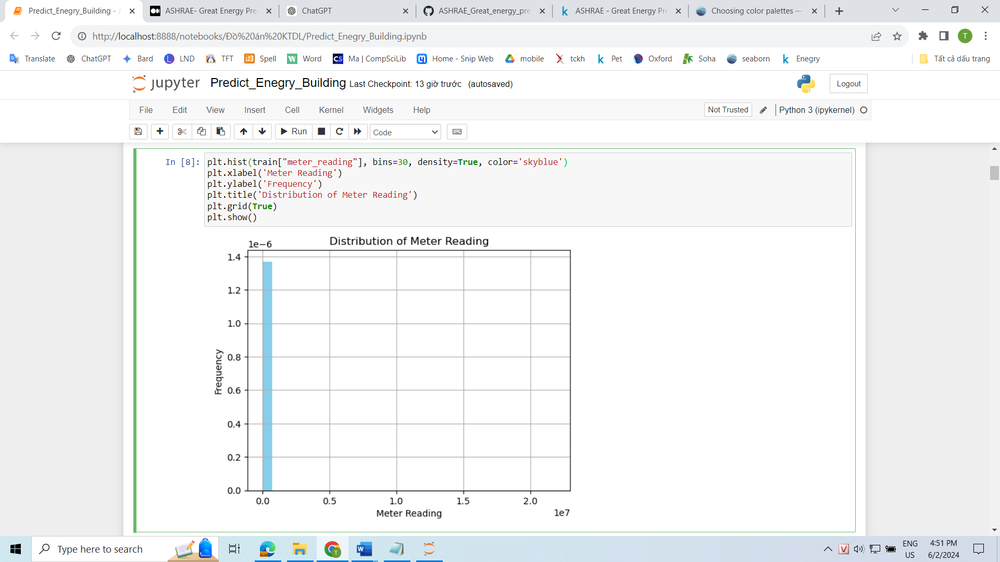 Predict_Enegry_Building - J
ASHRAE- Great Energy Pre
ChatGPT
ASHRAE_Great_energy_pre
ASHRAE - Great Energy Pre
Choosing color palettes —
http://localhost:8888/notebooks/Đồ%20án%20KTDL/Predict_Enegry_Building.ipynb
T
Translate
ChatGPT
Bard
L LND
TFT
123 Spell
W Word
CS Ma | CompSciLib
Home - Snip Web
mobile
tckh
k Pet
Oxford
Soha
seaborn
k Enegry
Tất cả dấu trang
jupyter Predict_Enegry_Building Last Checkpoint: 13 giờ trước (autosaved)
Logout
File Edit View Insert Cell Kernel Widgets Help
Not Trusted
Python 3 (ipykernel)
Run
Code
In [8]:
plt.hist(train["meter_reading"], bins=30, density=True, color='skyblue')
plt.xlabel('Meter Reading')
plt.ylabel('Frequency')
plt.title('Distribution of Meter Reading')
plt.grid(True)
plt.show()
1e−6
Distribution of Meter Reading
1.4
1.2
1.0
0.8
0.6
0.4
0.2
0.0
Frequency
0.0 0.5 1.0 1.5 2.0
Meter Reading
1e7
Type here to search
ENG
US
4:51 PM
6/2/2024